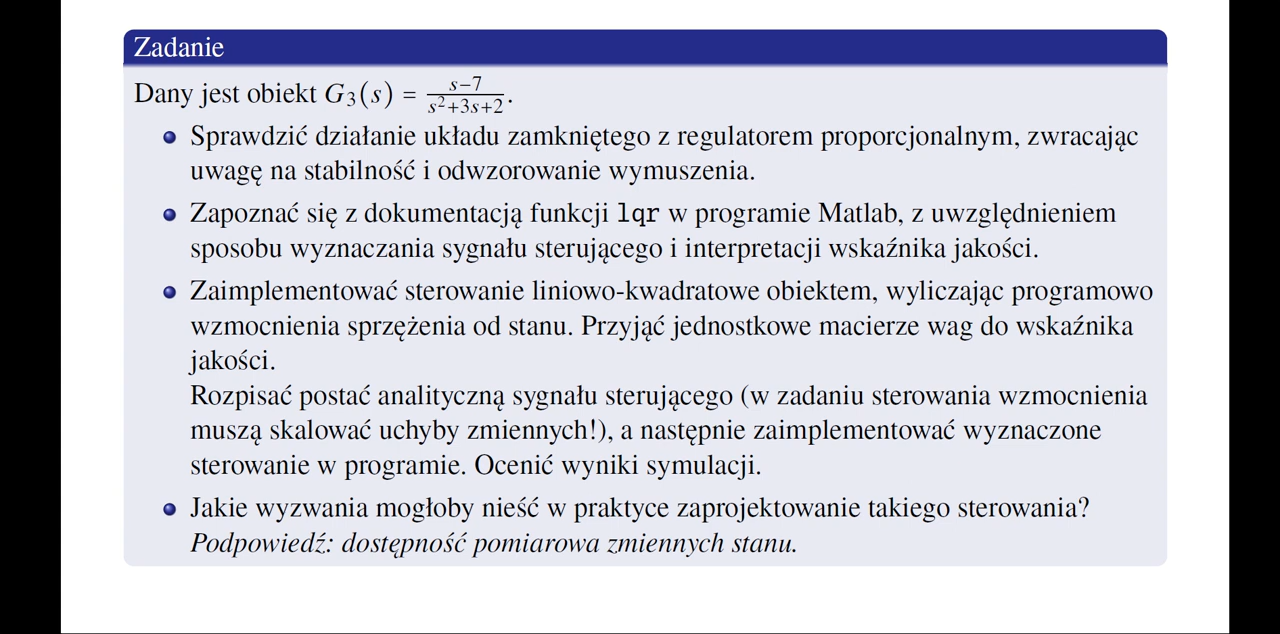 Zadanie
Dany jest obiekt G₃(s) = (s−7)/(s²+3s+2).
Sprawdzić działanie układu zamkniętego z regulatorem proporcjonalnym, zwracając
uwagę na stabilność i odwzorowanie wymuszenia.
Zapoznać się z dokumentacją funkcji lqr w programie Matlab, z uwzględnieniem
sposobu wyznaczania sygnału sterującego i interpretacji wskaźnika jakości.
Zaimplementować sterowanie liniowo-kwadratowe obiektem, wyliczając programowo
wzmocnienia sprzężenia od stanu. Przyjąć jednostkowe macierze wag do wskaźnika
jakości.
Rozpisać postać analityczną sygnału sterującego (w zadaniu sterowania wzmocnienia
muszą skalować uchyby zmiennych!), a następnie zaimplementować wyznaczone
sterowanie w programie. Ocenić wyniki symulacji.
Jakie wyzwania mogłoby nieść w praktyce zaprojektowanie takiego sterowania?
Podpowiedź: dostępność pomiarowa zmiennych stanu.